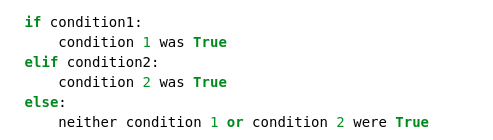 if condition1:
    condition 1 was True
elif condition2:
    condition 2 was True
else:
    neither condition 1 or condition 2 were True